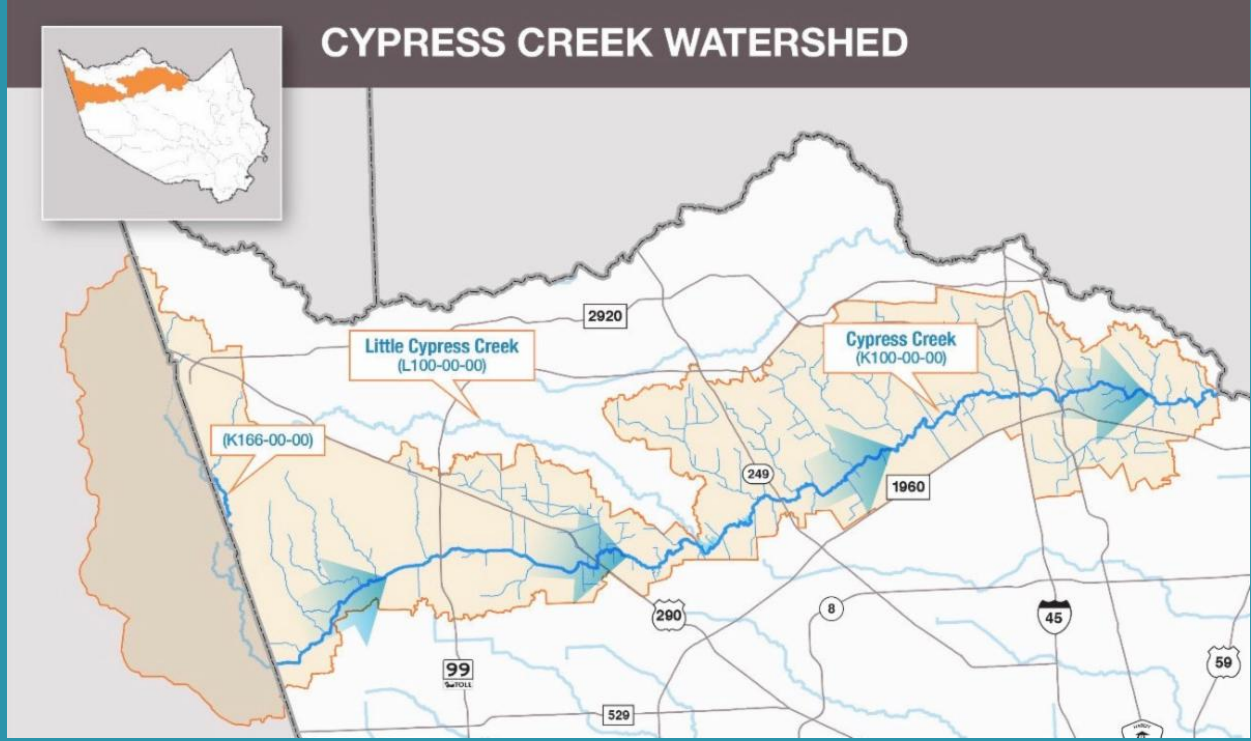 CYPRESS CREEK WATERSHED
2920
Little Cypress Creek
(L100-00-00)
Cypress Creek
(K100-00-00)
(K166-00-00)
249
1960
290
8
45
99
TOLL
59
529